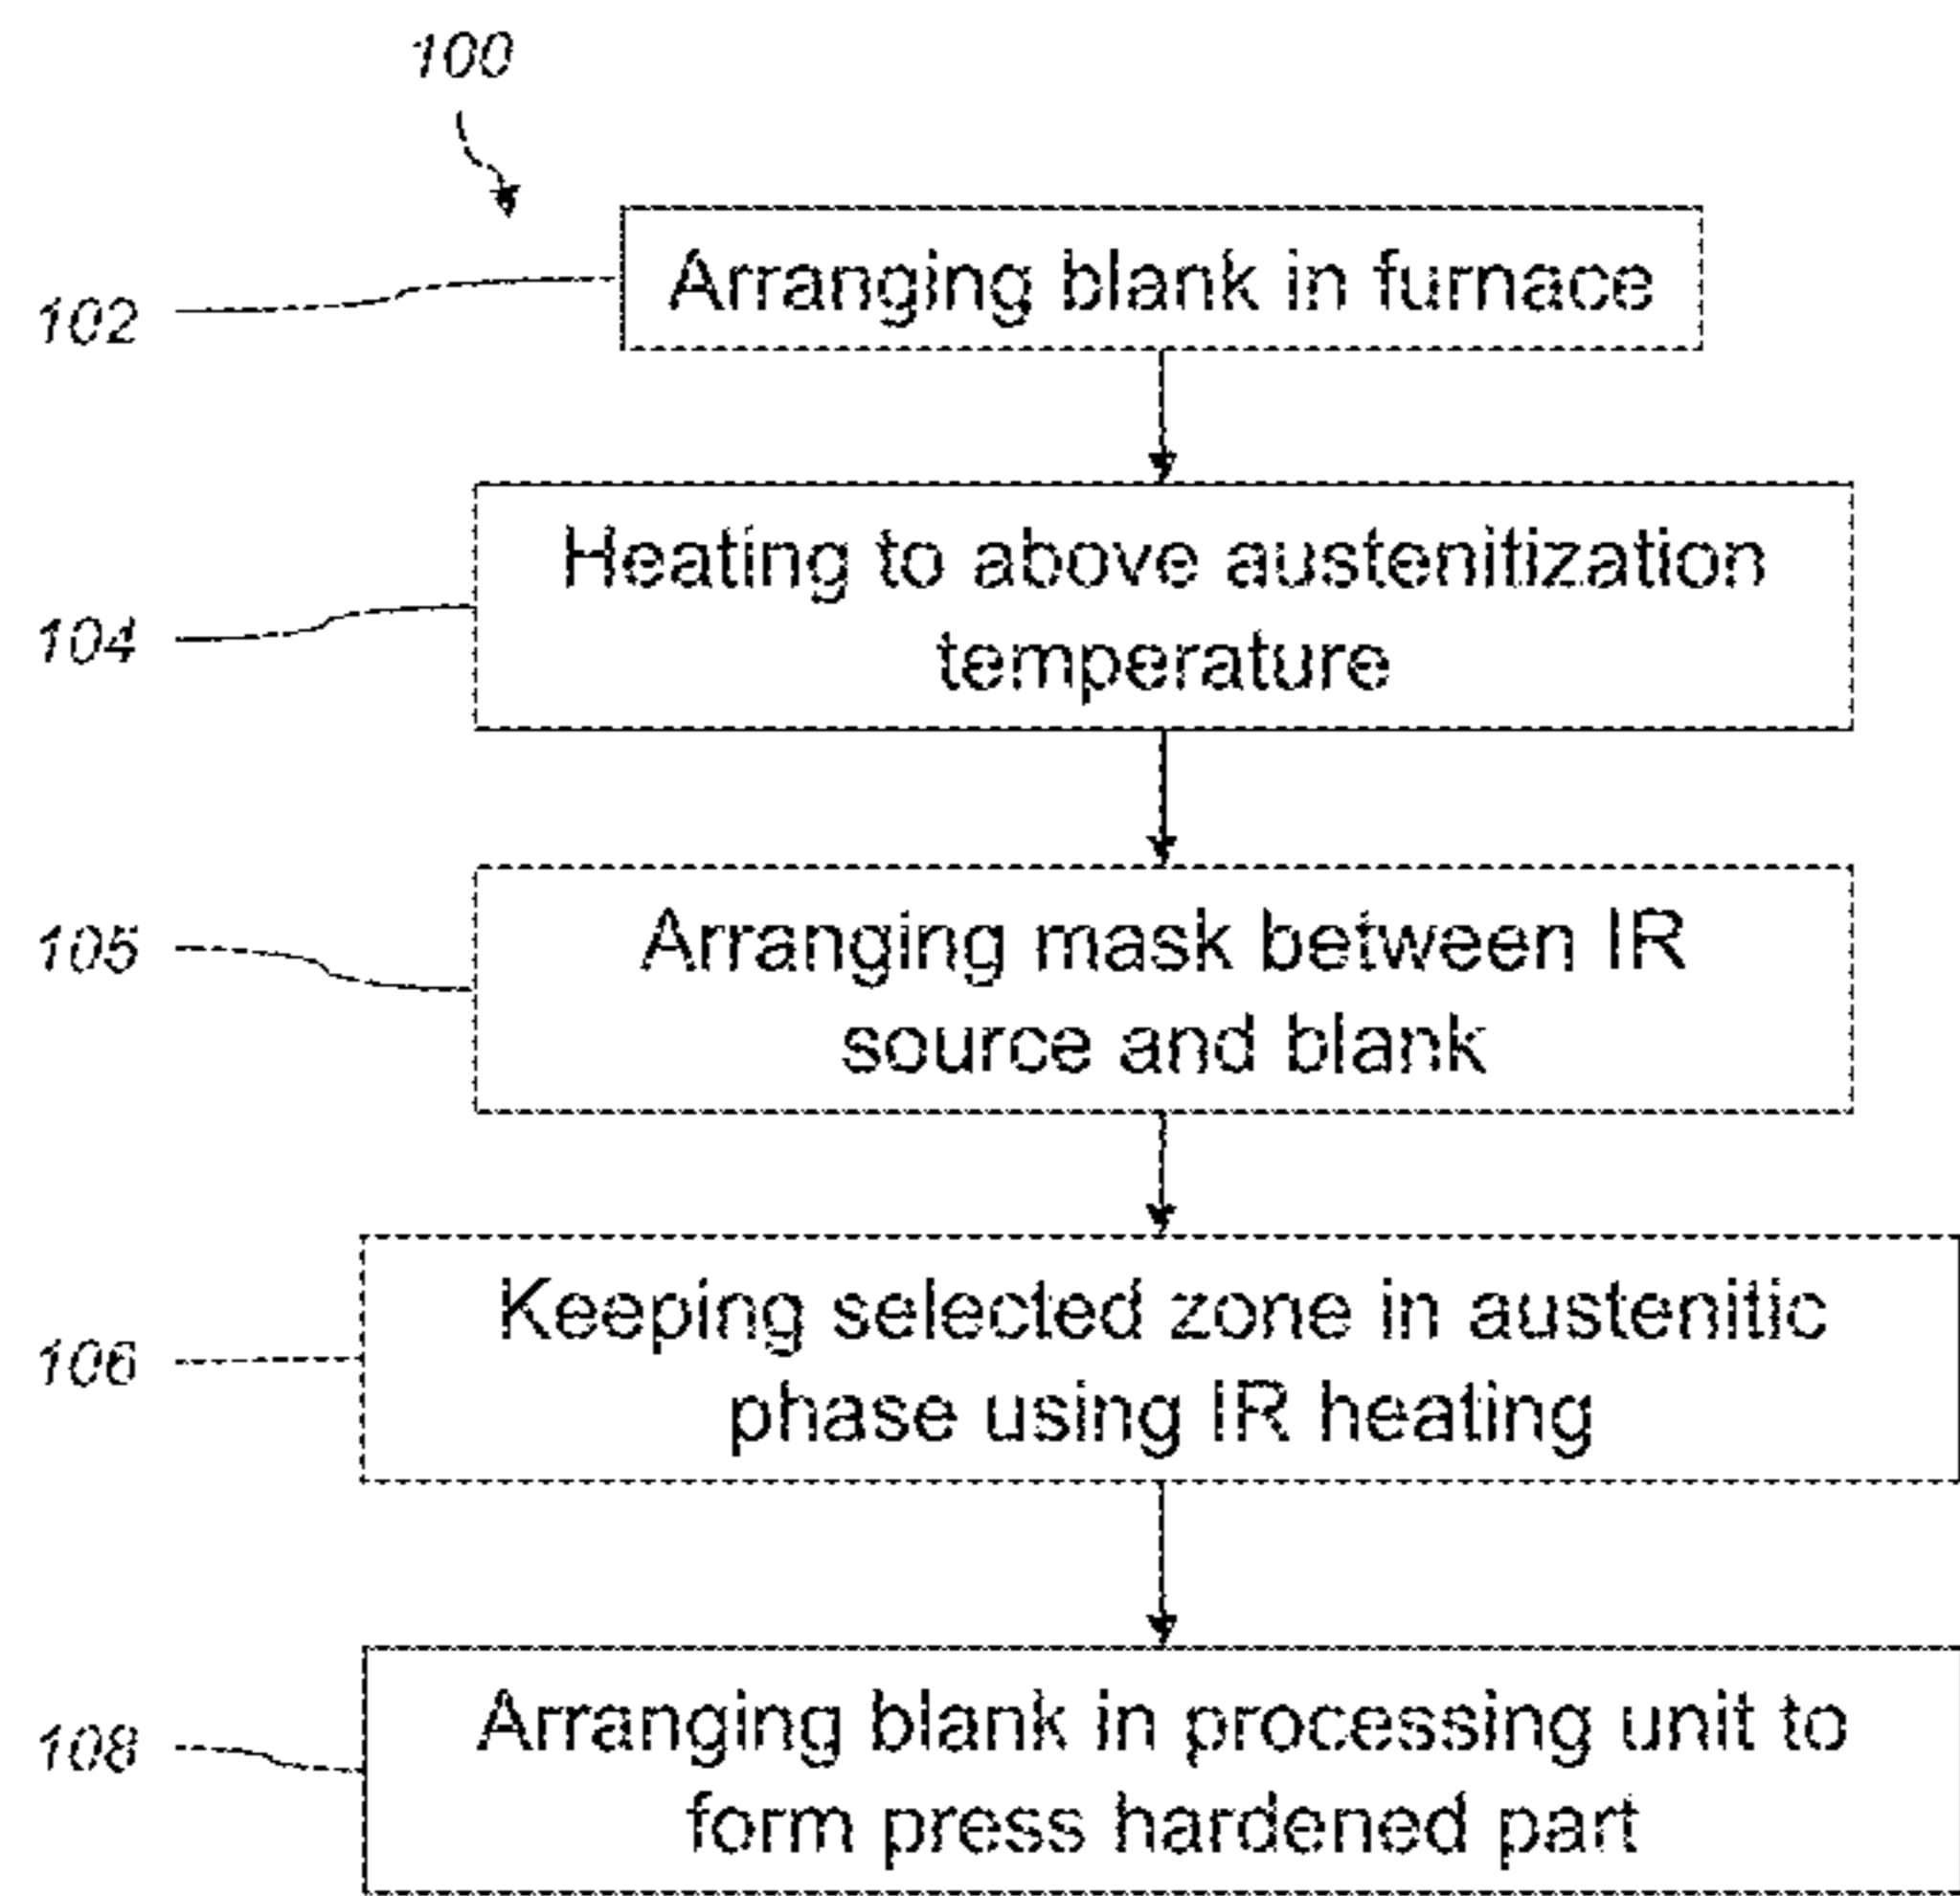 100
102
Arranging blank in furnace
104
Heating to above austenitization
temperature
105
Arranging mask between IR
source and blank
106
Keeping selected zone in austenitic
phase using IR heating
108
Arranging blank in processing unit to
form press hardened part